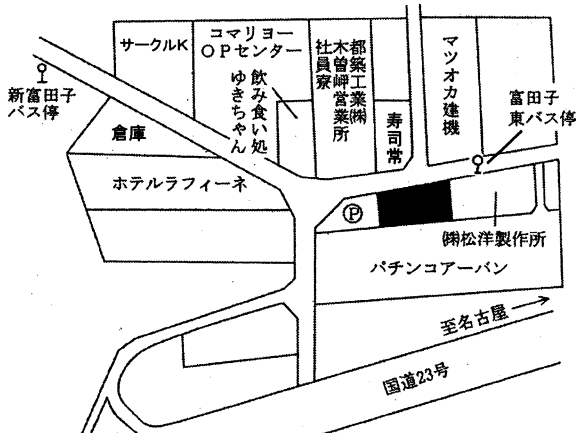 サークルK
コマリヨー
OPセンター
飲み食い処
ゆきちゃん
都築工業㈱
木曽岬営業所
社員寮
寿司常
マツオカ建機
富田子
東バス停
新富田子
バス停
倉庫
ホテルラフィーネ
Ⓟ
㈱松洋製作所
パチンコアーバン
至名古屋
国道23号